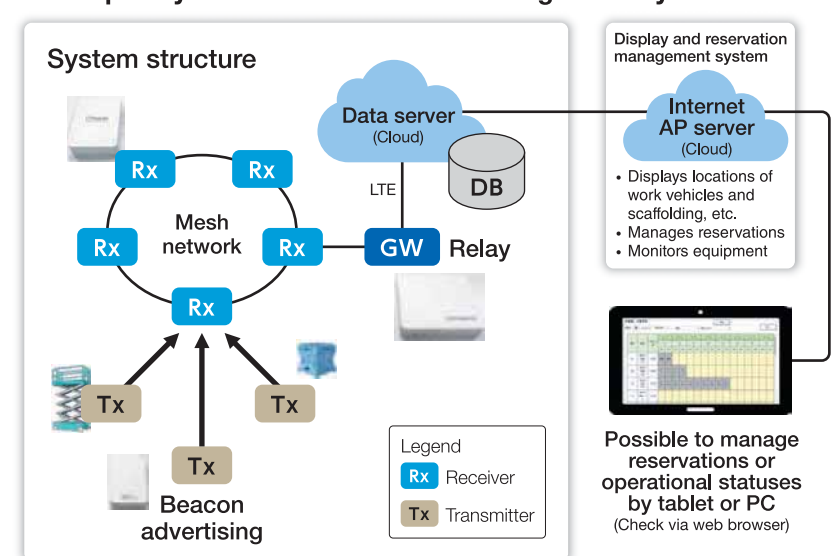 System structure
Data server
(Cloud)
DB
LTE
Rx
Rx
Rx
Mesh
network
Rx
GW
Relay
Rx
Tx
Tx
Tx
Beacon
advertising
Legend
Rx Receiver
Tx Transmitter
Display and reservation
management system
Internet
AP server
(Cloud)
• Displays locations of
work vehicles and
scaffolding, etc.
• Manages reservations
• Monitors equipment
Possible to manage
reservations or
operational statuses
by tablet or PC
(Check via web browser)